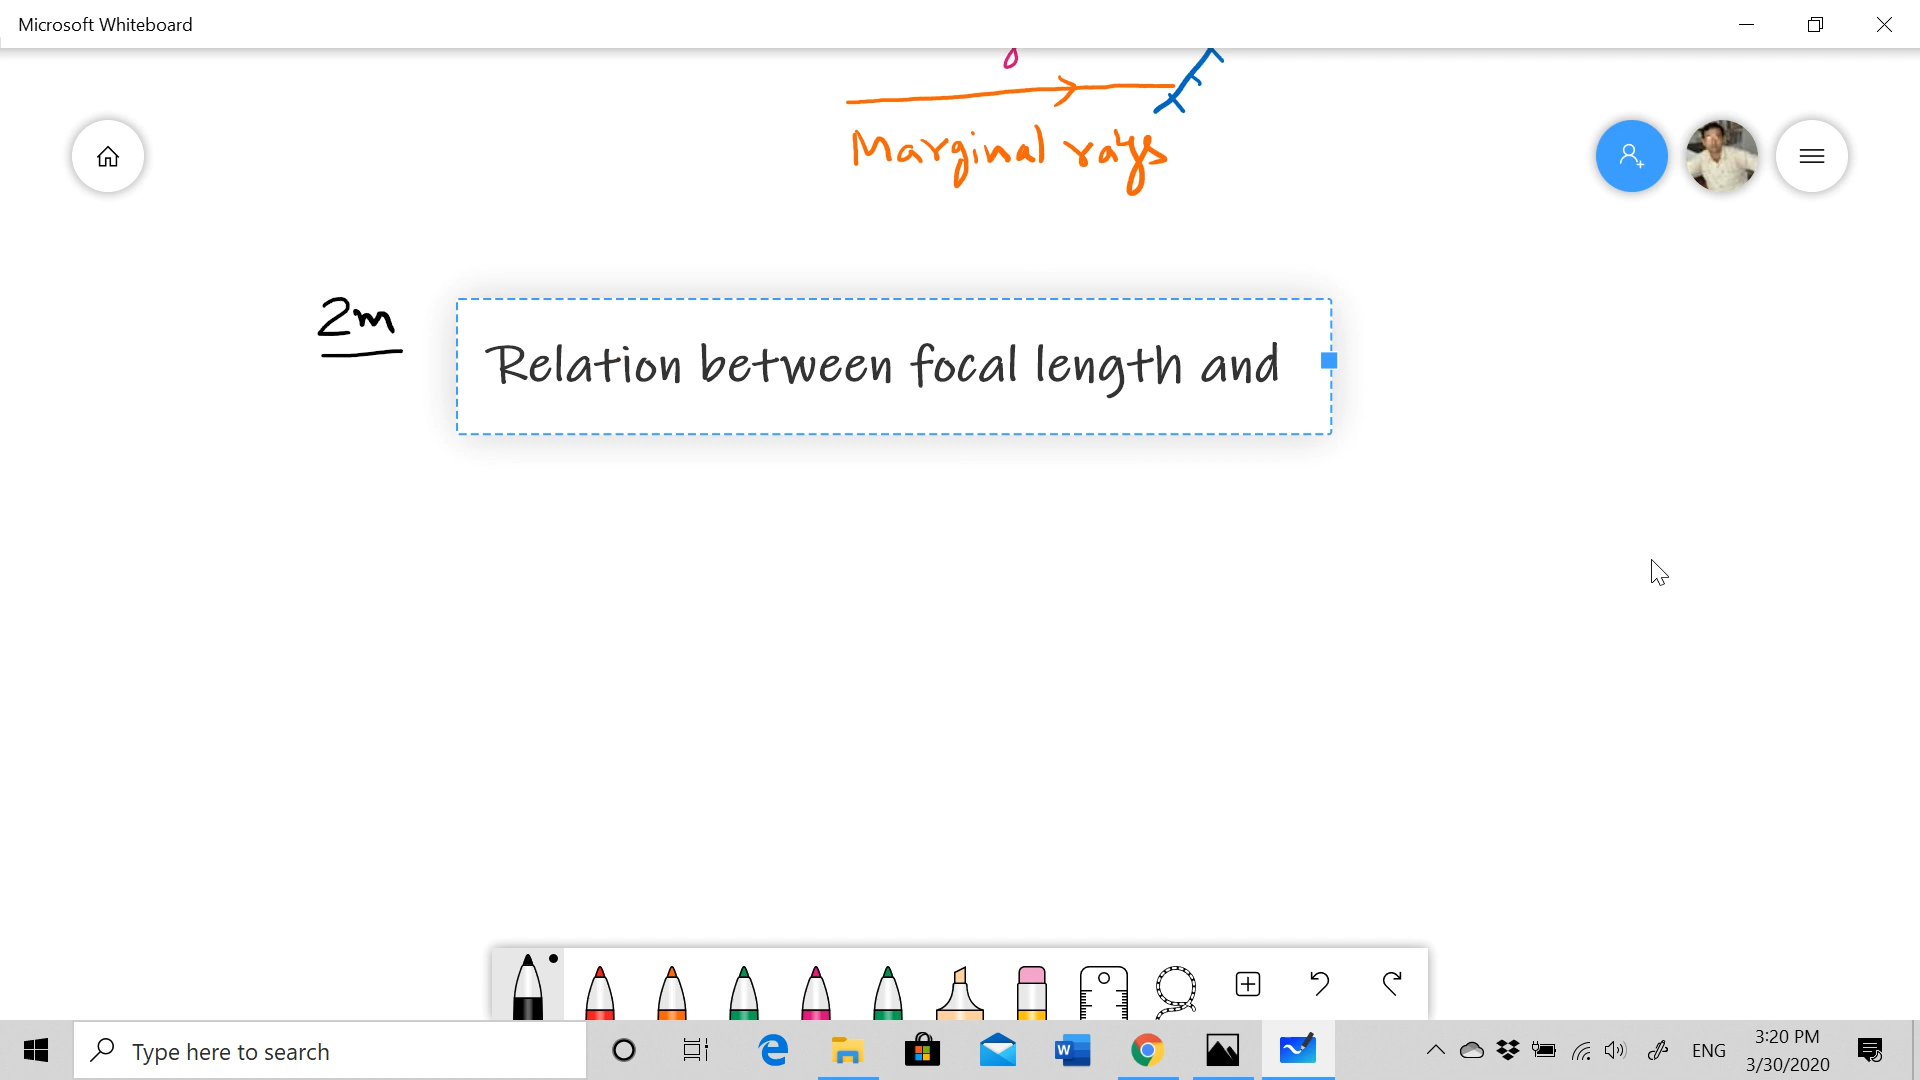 Microsoft Whiteboard
Marginal rays
2m
Relation between focal length and
Type here to search
ENG
3:20 PM
3/30/2020